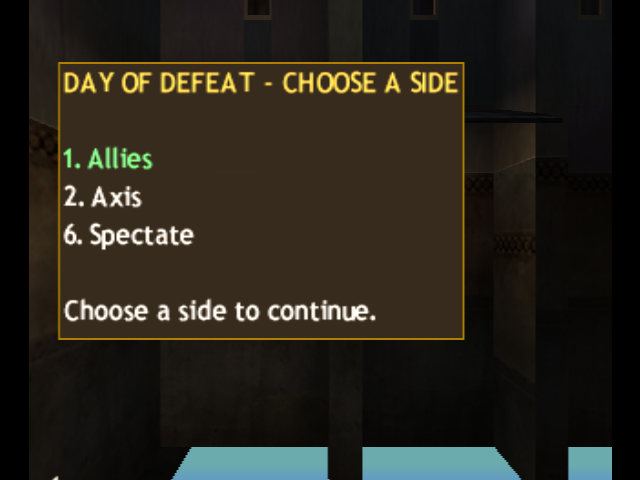 DAY OF DEFEAT - CHOOSE A SIDE
1. Allies
2. Axis
6. Spectate
Choose a side to continue.